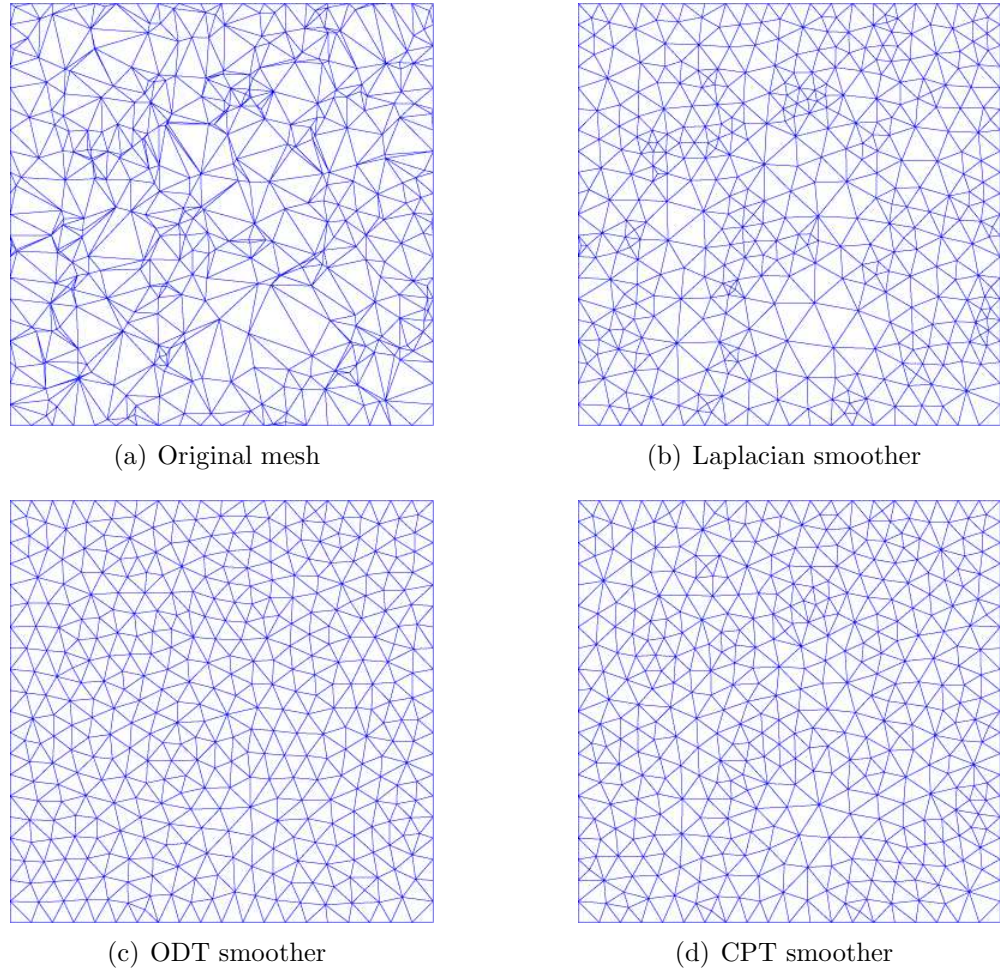 (a) Original mesh
(b) Laplacian smoother
(c) ODT smoother
(d) CPT smoother